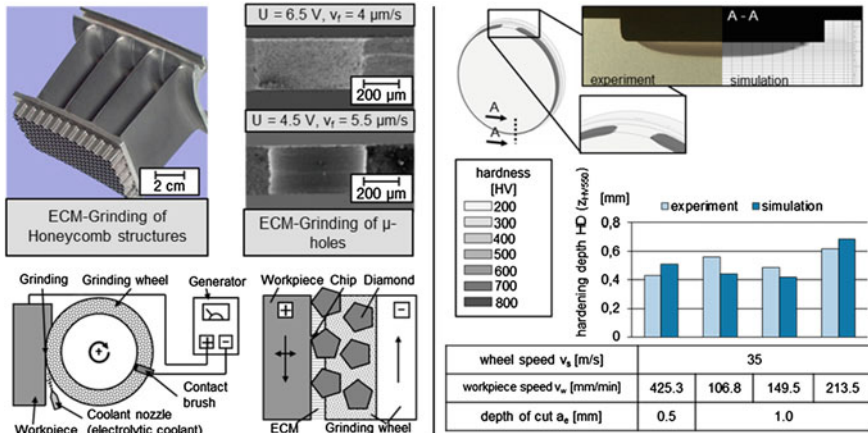 U = 6.5 V, vf = 4 µm/s
200 µm
U = 4.5 V, vf = 5.5 µm/s
200 µm
2 cm
ECM-Grinding of
Honeycomb structures
ECM-Grinding of µ-
holes
Grinding
Grinding wheel
Generator
Contact
brush
Coolant nozzle
(electrolytic coolant)
Workpiece
Workpiece
Chip
Diamond
ECM
Grinding wheel
A - A
experiment
simulation
A
A
hardness
[HV]
200
300
400
500
600
700
800
hardening depth HD (zHV550)
[mm]
experiment
simulation
0,8
0,6
0,4
0,2
0
wheel speed vs [m/s] 35
workpiece speed vw [mm/min] 425.3 106.8 149.5 213.5
depth of cut ae [mm] 0.5 1.0